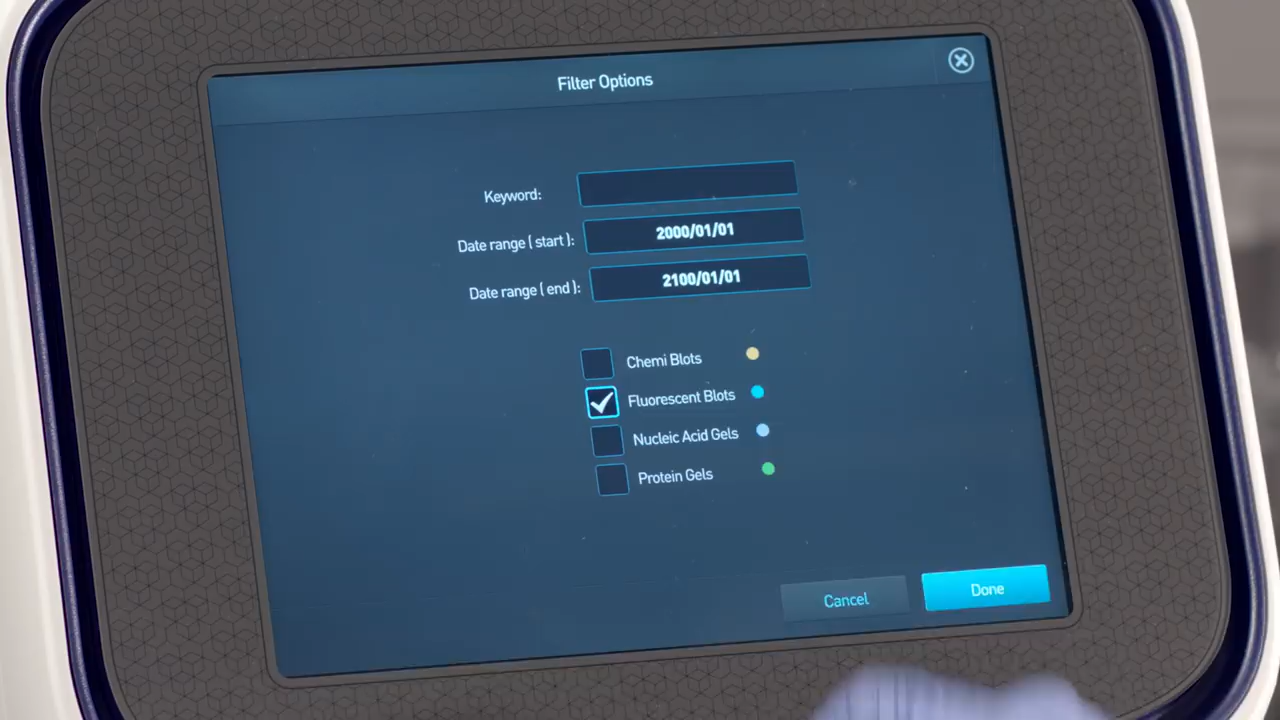 Filter Options
Keyword:
Date range ( start ): 2000/01/01
Date range ( end ): 2100/01/01
Chemi Blots
Fluorescent Blots
Nucleic Acid Gels
Protein Gels
Cancel Done